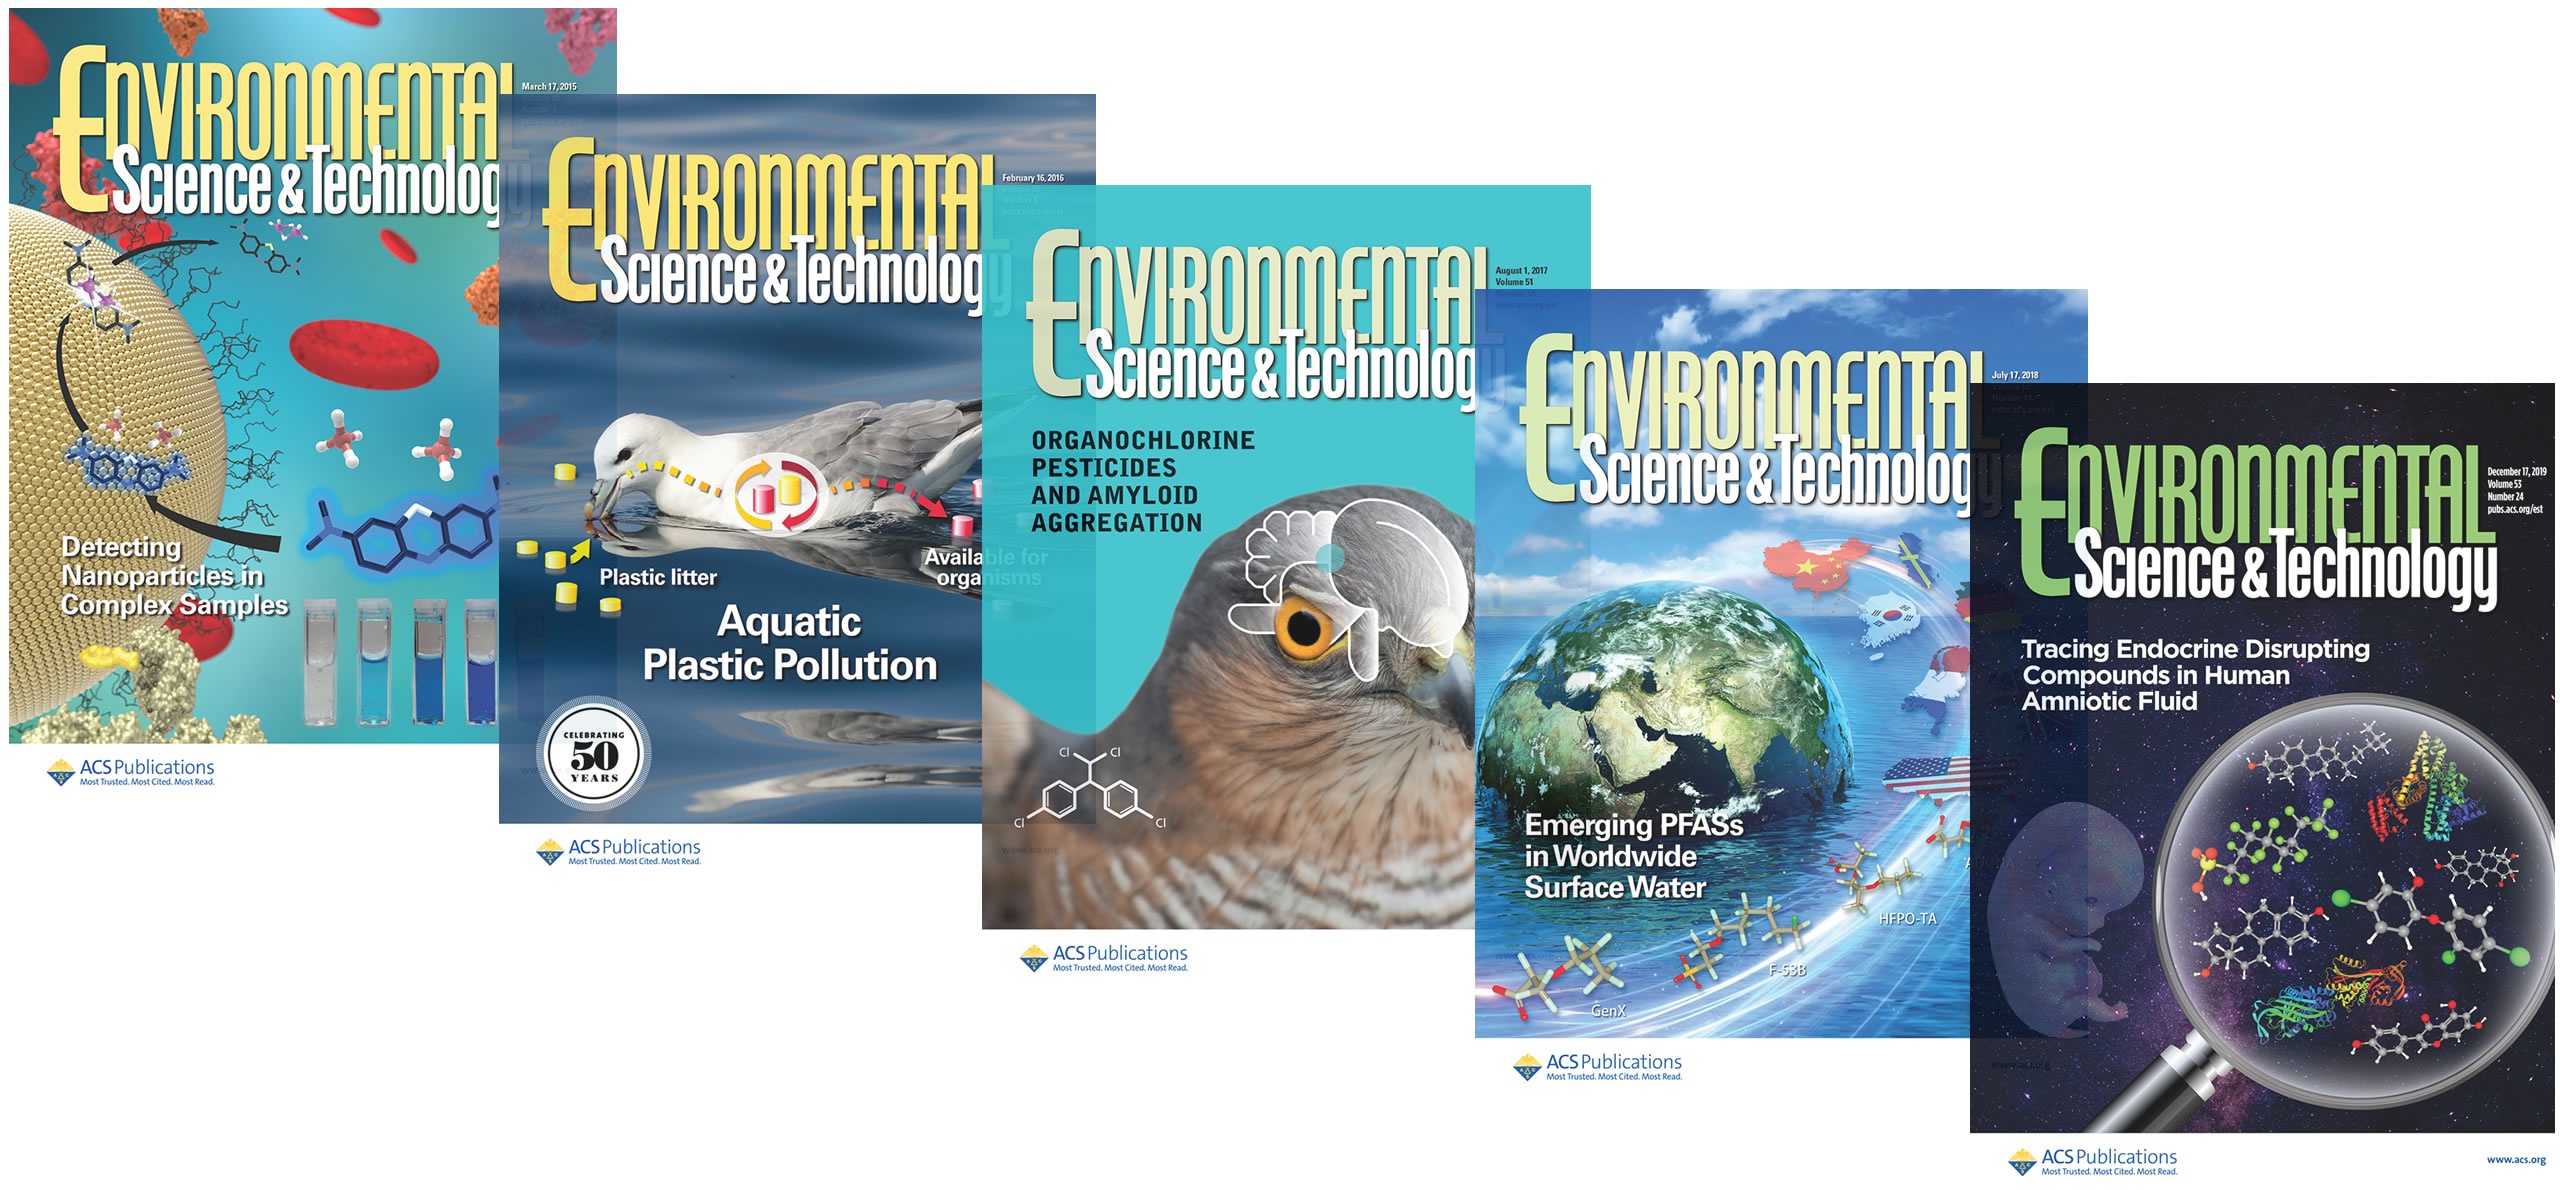 ENVIRONMENTAL
Science & Technology
March 17, 2015
Detecting
Nanoparticles in
Complex Samples
ACS Publications
Most Trusted. Most Cited. Most Read.
ENVIRONMENTAL
Science & Technology
February 16, 2016
Plastic litter
Available for
organisms
Aquatic
Plastic Pollution
CELEBRATING
50
YEARS
ACS Publications
Most Trusted. Most Cited. Most Read.
ENVIRONMENTAL
Science & Technology
August 1, 2017
Volume 51
ORGANOCHLORINE
PESTICIDES
AND AMYLOID
AGGREGATION
Cl
Cl
Cl
Cl
www.acs.org
ACS Publications
Most Trusted. Most Cited. Most Read.
ENVIRONMENTAL
Science & Technology
July 17, 2018
Emerging PFASs
in Worldwide
Surface Water
HFPO-TA
F-53B
GenX
ACS Publications
Most Trusted. Most Cited. Most Read.
ENVIRONMENTAL
Science & Technology
December 17, 2019
Volume 53
Number 24
pubs.acs.org/est
Tracing Endocrine Disrupting
Compounds in Human
Amniotic Fluid
www.acs.org
ACS Publications
Most Trusted. Most Cited. Most Read.
www.acs.org